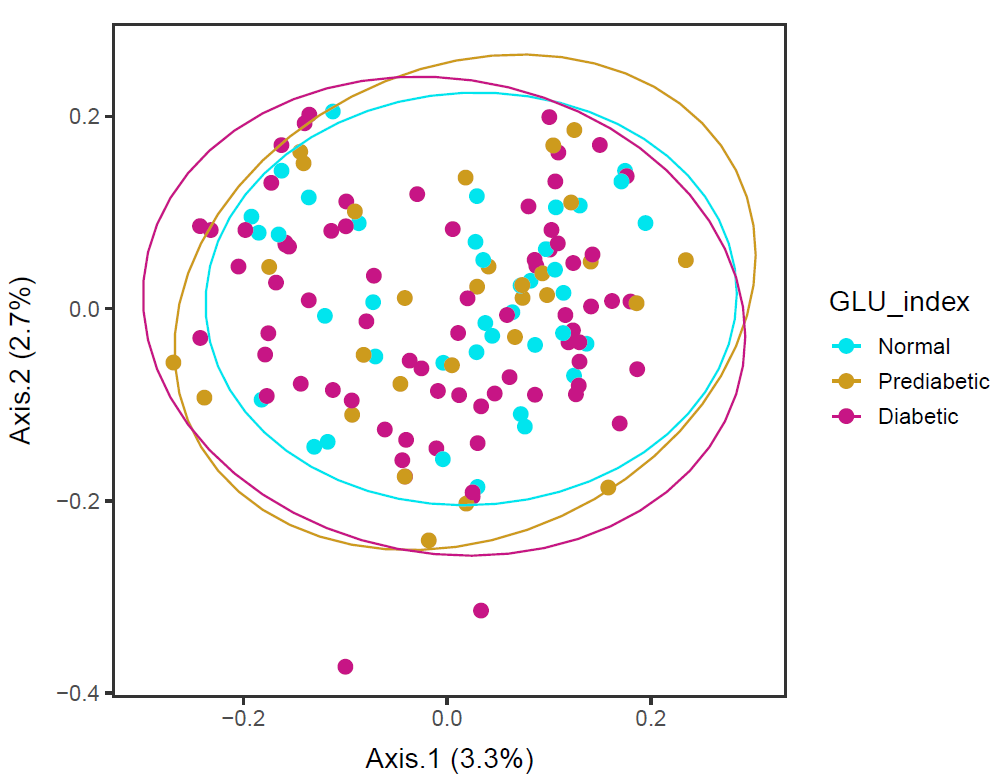 0.2
0.0
−0.2
−0.4
Axis.2 (2.7%)
−0.2
0.0
0.2
Axis.1 (3.3%)
GLU_index
Normal
Prediabetic
Diabetic